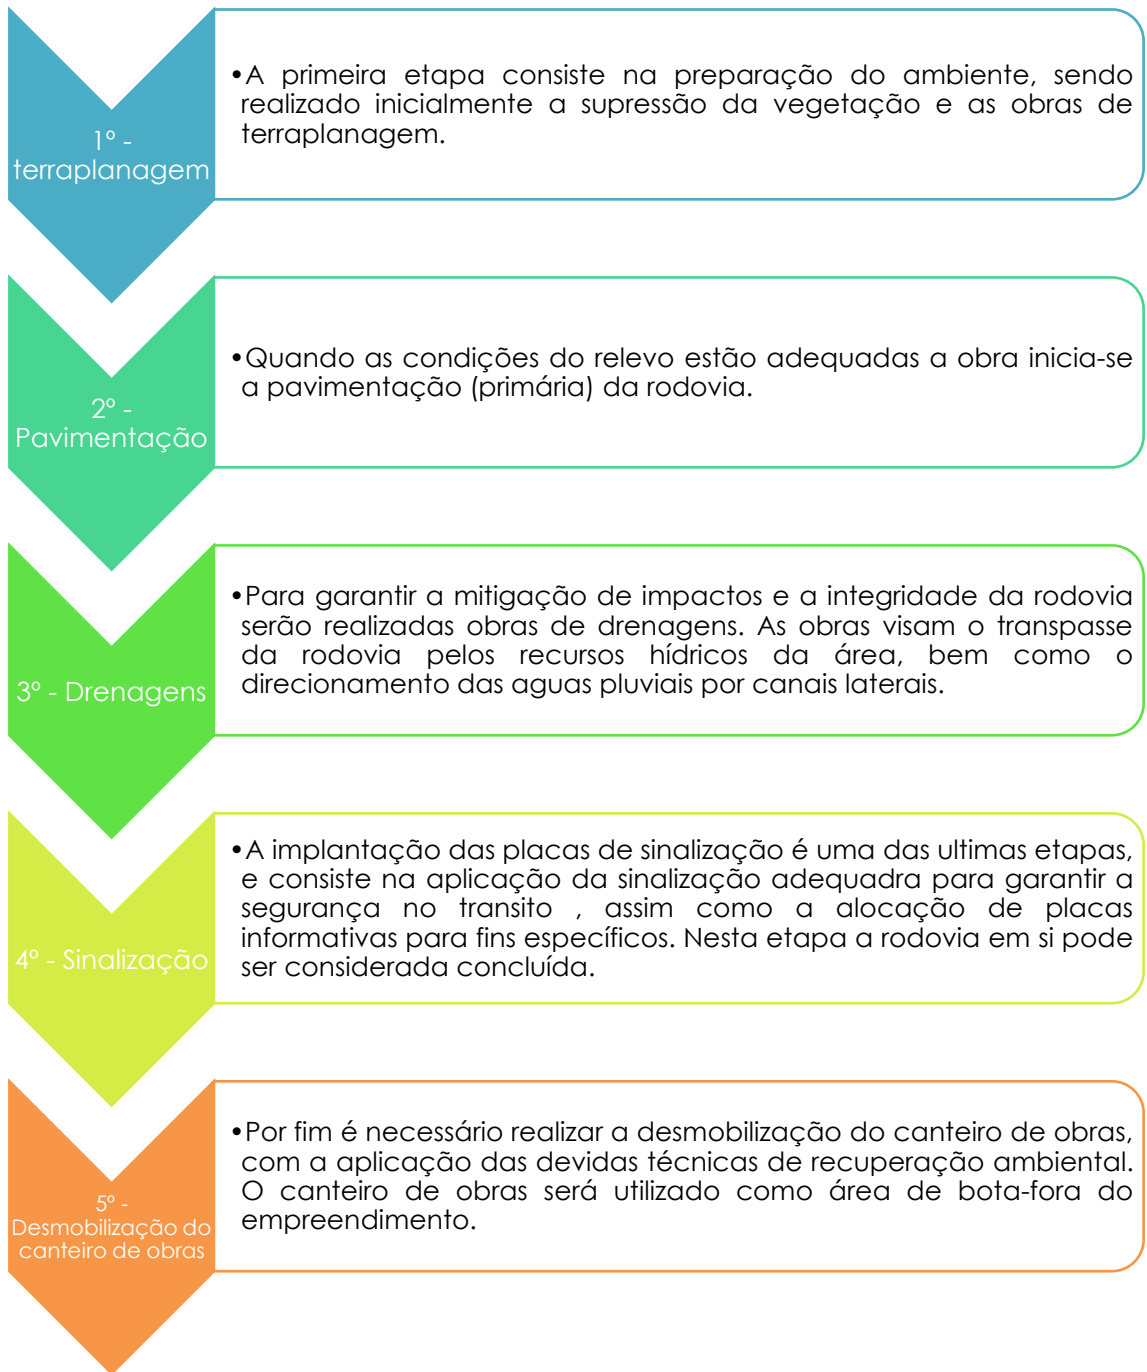 1º -
terraplanagem
•A primeira etapa consiste na preparação do ambiente, sendo
realizado inicialmente a supressão da vegetação e as obras de
terraplanagem.
2º -
Pavimentação
•Quando as condições do relevo estão adequadas a obra inicia-se
a pavimentação (primária) da rodovia.
3º - Drenagens
•Para garantir a mitigação de impactos e a integridade da rodovia
serão realizadas obras de drenagens. As obras visam o transpasse
da rodovia pelos recursos hídricos da área, bem como o
direcionamento das aguas pluviais por canais laterais.
4º - Sinalização
•A implantação das placas de sinalização é uma das ultimas etapas,
e consiste na aplicação da sinalização adequadra para garantir a
segurança no transito , assim como a alocação de placas
informativas para fins específicos. Nesta etapa a rodovia em si pode
ser considerada concluída.
5º -
Desmobilização do
canteiro de obras
•Por fim é necessário realizar a desmobilização do canteiro de obras,
com a aplicação das devidas técnicas de recuperação ambiental.
O canteiro de obras será utilizado como área de bota-fora do
empreendimento.